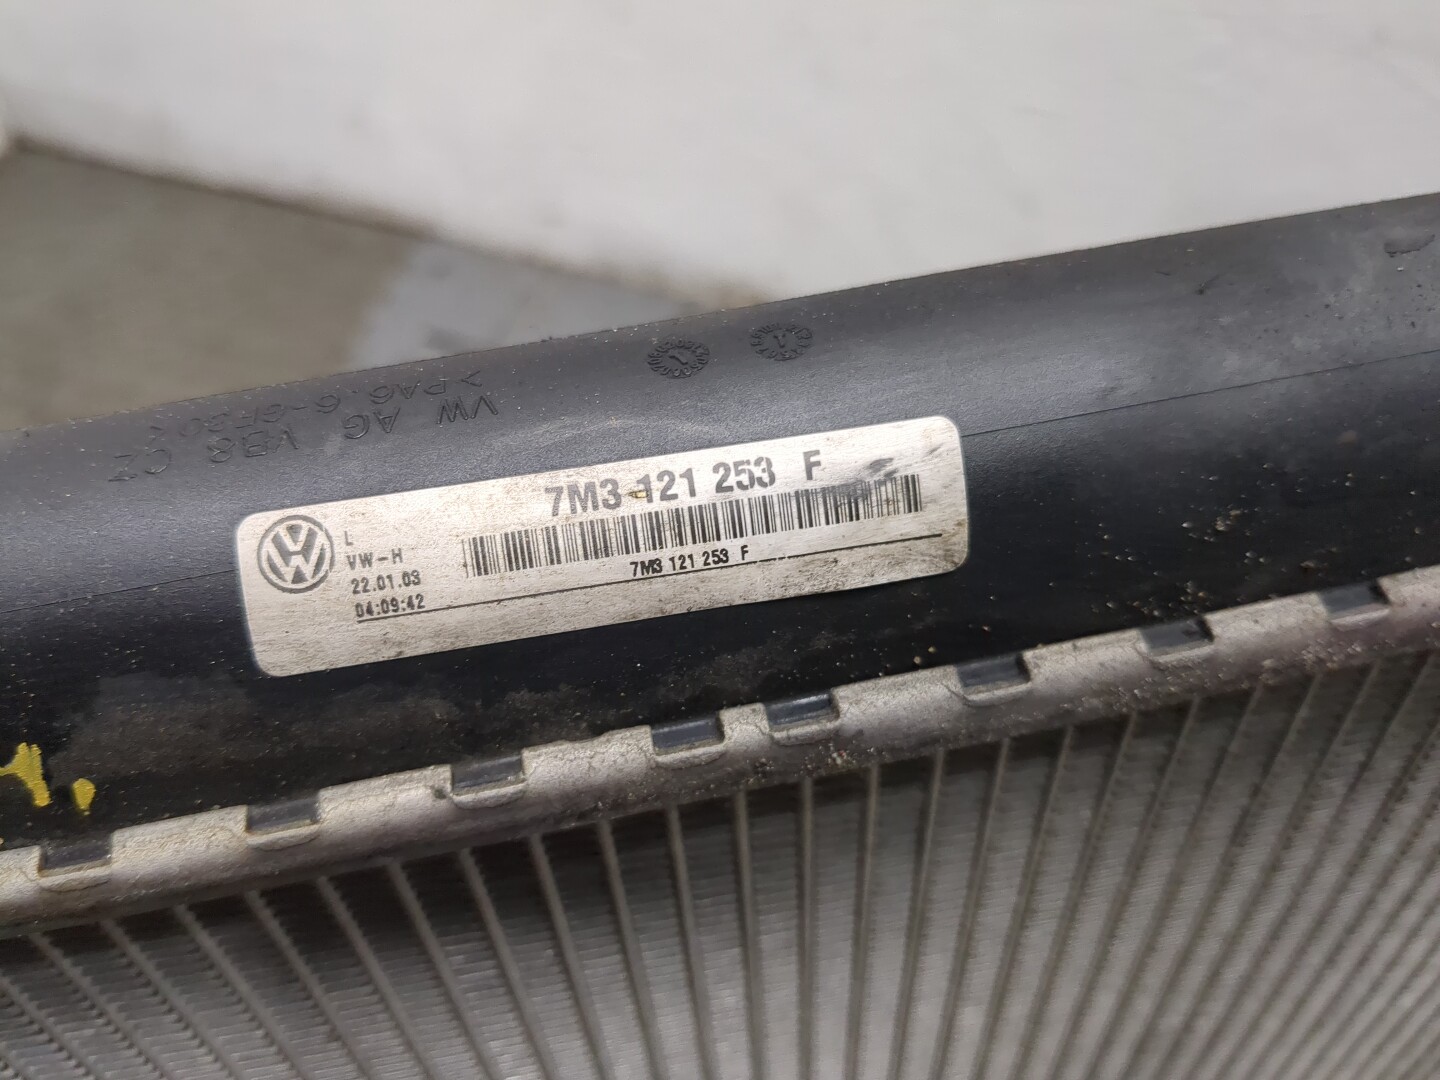 7M3 121 253 F
L
VW-H
22.01.03
04:09:42
7M3 121 253 F
VW AG VB8 CZ